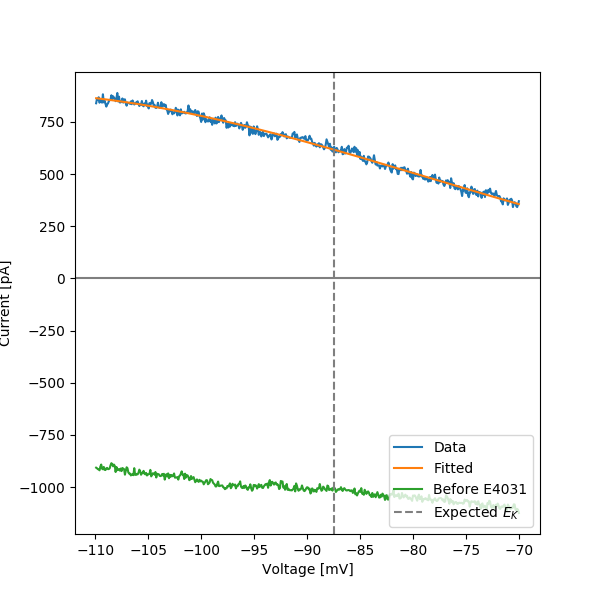 750
500
250
0
−250
−500
−750
−1000
Current [pA]
Data
Fitted
Before E4031
Expected E_K
−110 −105 −100 −95 −90 −85 −80 −75 −70
Voltage [mV]